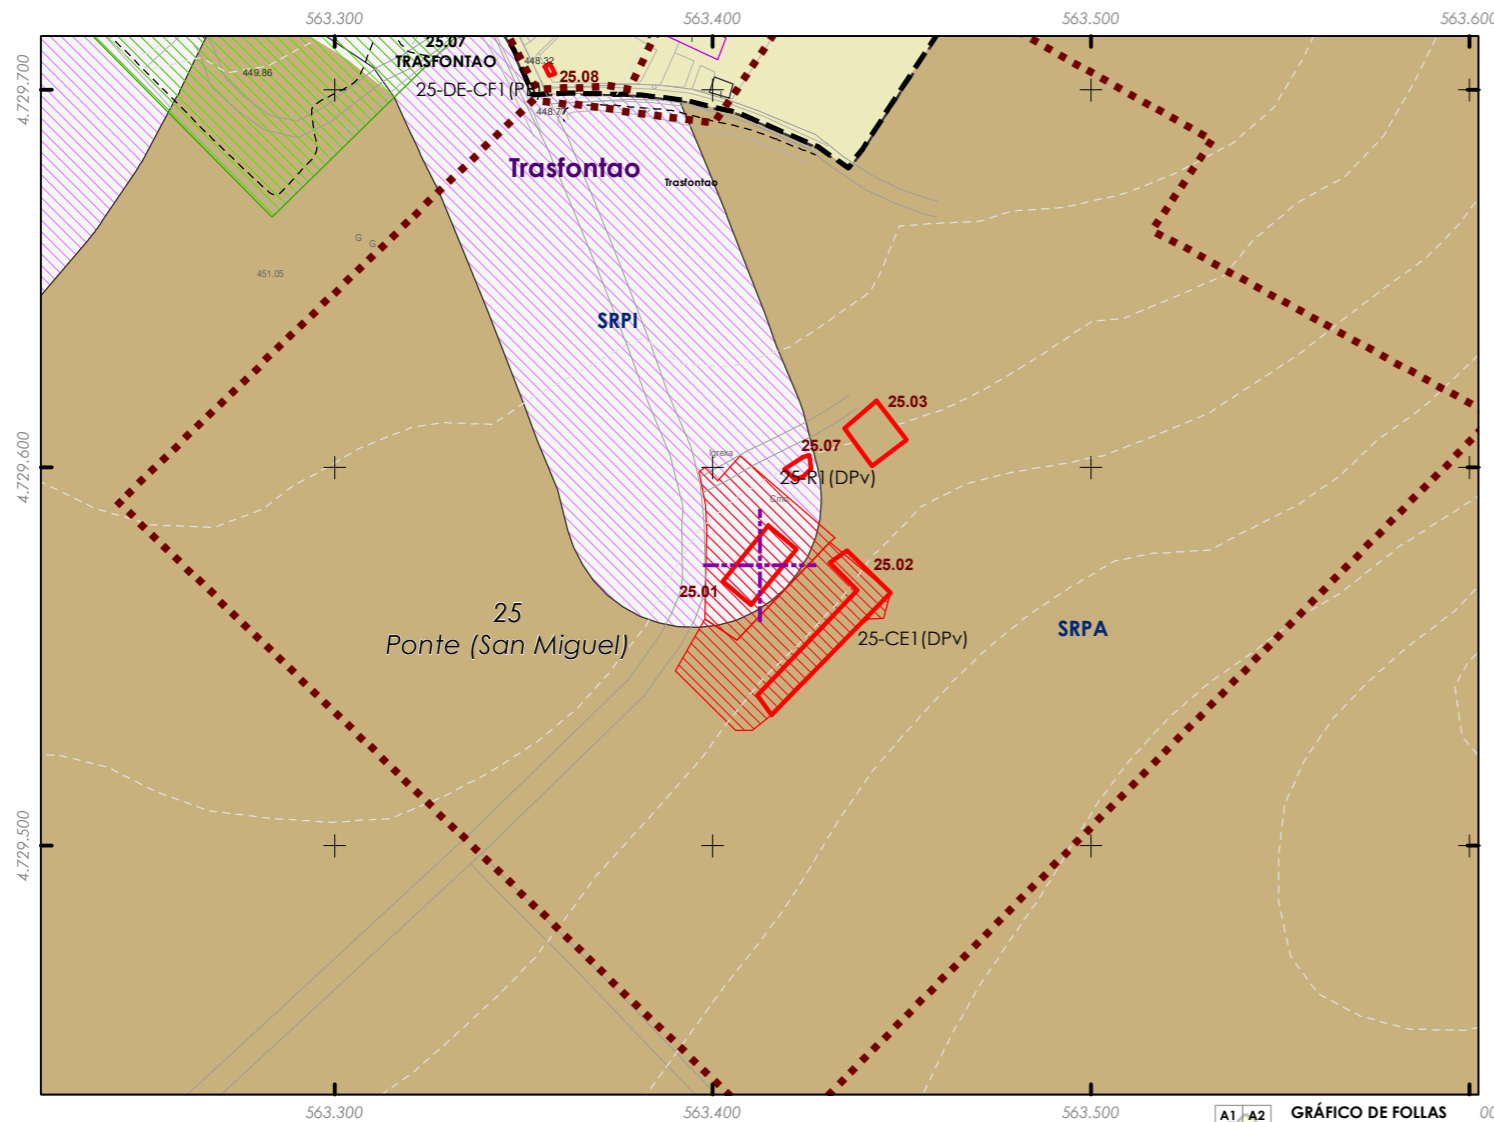 563.300
563.400
563.500
563.600
4.729.700
4.729.600
4.729.500
25.07
TRASFONTAO
449.86
448.32
25.08
25-DE-CF1(P
448.77
Trasfontao
Trasfontao
G
G
451.05
SRPI
25.03
25.07
Igrexa
25-R1(DPv)
Cmo
25.02
25.01
25
Ponte (San Miguel)
25-CE1(DPv)
SRPA
563.300
563.400
563.500
A1
A2
GRÁFICO DE FOLLAS